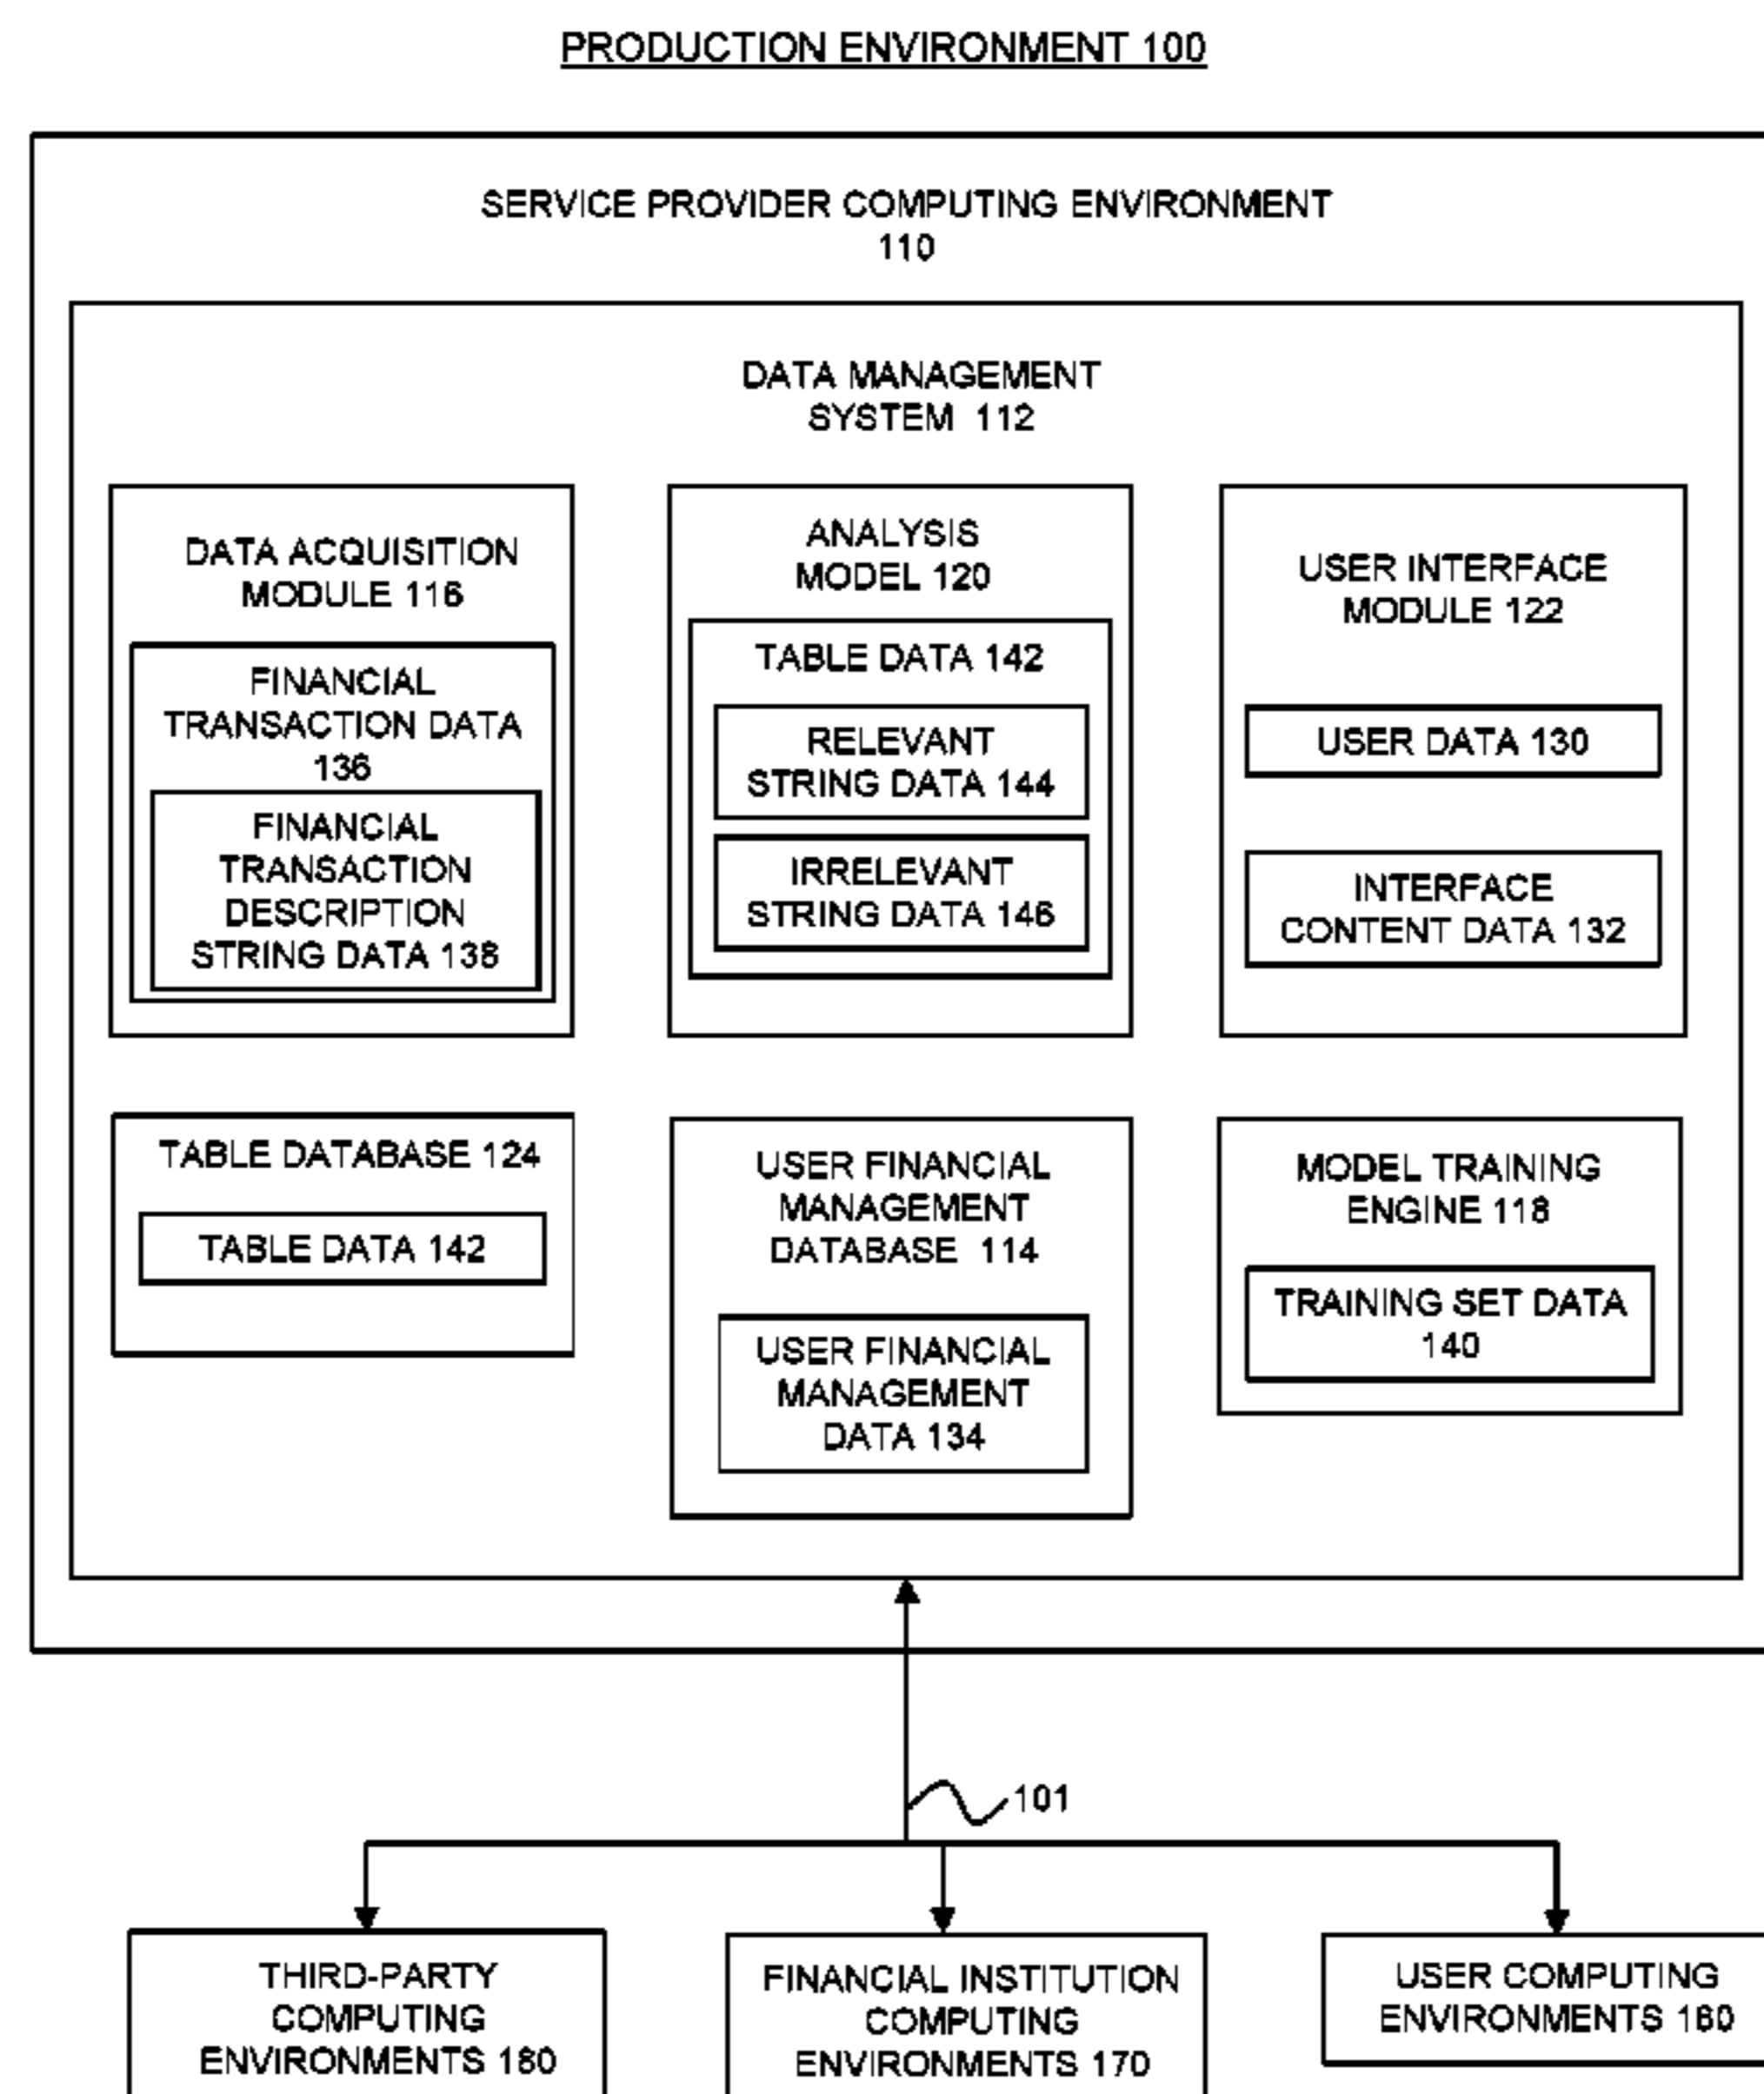 PRODUCTION ENVIRONMENT 100
SERVICE PROVIDER COMPUTING ENVIRONMENT
110
DATA MANAGEMENT
SYSTEM 112
DATA ACQUISITION
MODULE 116
FINANCIAL
TRANSACTION DATA
136
FINANCIAL
TRANSACTION
DESCRIPTION
STRING DATA 138
ANALYSIS
MODEL 120
TABLE DATA 142
RELEVANT
STRING DATA 144
IRRELEVANT
STRING DATA 146
USER INTERFACE
MODULE 122
USER DATA 130
INTERFACE
CONTENT DATA 132
TABLE DATABASE 124
TABLE DATA 142
USER FINANCIAL
MANAGEMENT
DATABASE 114
USER FINANCIAL
MANAGEMENT
DATA 134
MODEL TRAINING
ENGINE 118
TRAINING SET DATA
140
101
THIRD-PARTY
COMPUTING
ENVIRONMENTS 180
FINANCIAL INSTITUTION
COMPUTING
ENVIRONMENTS 170
USER COMPUTING
ENVIRONMENTS 160